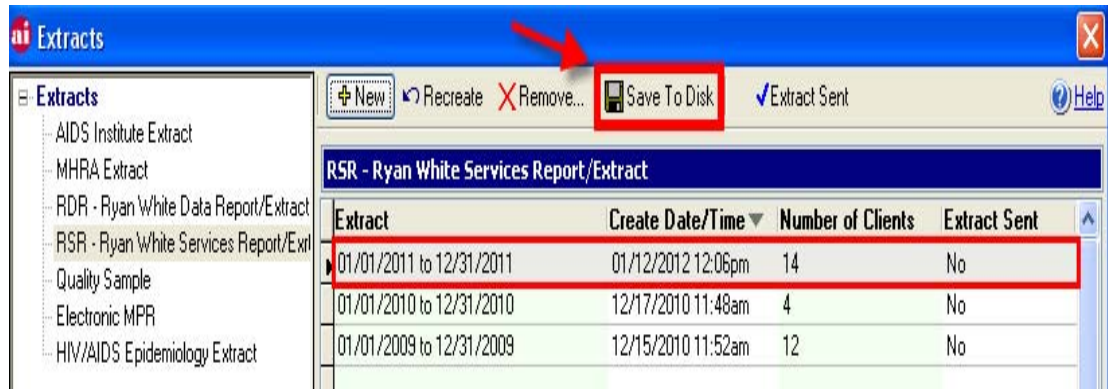 ai Extracts
Extracts
AIDS Institute Extract
MHRA Extract
RDR - Ryan White Data Report/Extract
RSR - Ryan White Services Report/Exrl
Quality Sample
Electronic MPR
HIV/AIDS Epidemiology Extract
New Recreate Remove... Save To Disk Extract Sent Help
RSR - Ryan White Services Report/Extract
Extract Create Date/Time Number of Clients Extract Sent
01/01/2011 to 12/31/2011 01/12/2012 12:06pm 14 No
01/01/2010 to 12/31/2010 12/17/2010 11:48am 4 No
01/01/2009 to 12/31/2009 12/15/2010 11:52am 12 No